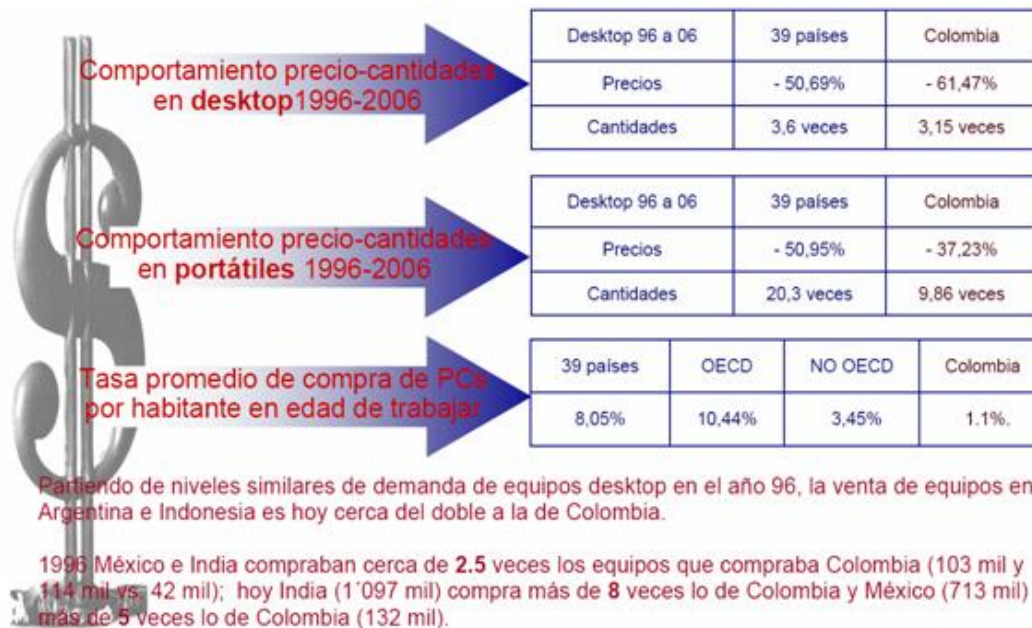 Comportamiento precio-cantidades
en desktop1996-2006
Desktop 96 a 06 39 países Colombia
Precios - 50,69% - 61,47%
Cantidades 3,6 veces 3,15 veces
Comportamiento precio-cantidades
en portátiles 1996-2006
Desktop 96 a 06 39 países Colombia
Precios - 50,95% - 37,23%
Cantidades 20,3 veces 9,86 veces
Tasa promedio de compra de PCs
por habitante en edad de trabajar
39 países OECD NO OECD Colombia
8,05% 10,44% 3,45% 1.1%.
Partiendo de niveles similares de demanda de equipos desktop en el año 96, la venta de equipos en
Argentina e Indonesia es hoy cerca del doble a la de Colombia.
1996 México e India compraban cerca de 2.5 veces los equipos que compraba Colombia (103 mil y
114 mil vs. 42 mil); hoy India (1´097 mil) compra más de 8 veces lo de Colombia y México (713 mil)
más de 5 veces lo de Colombia (132 mil).